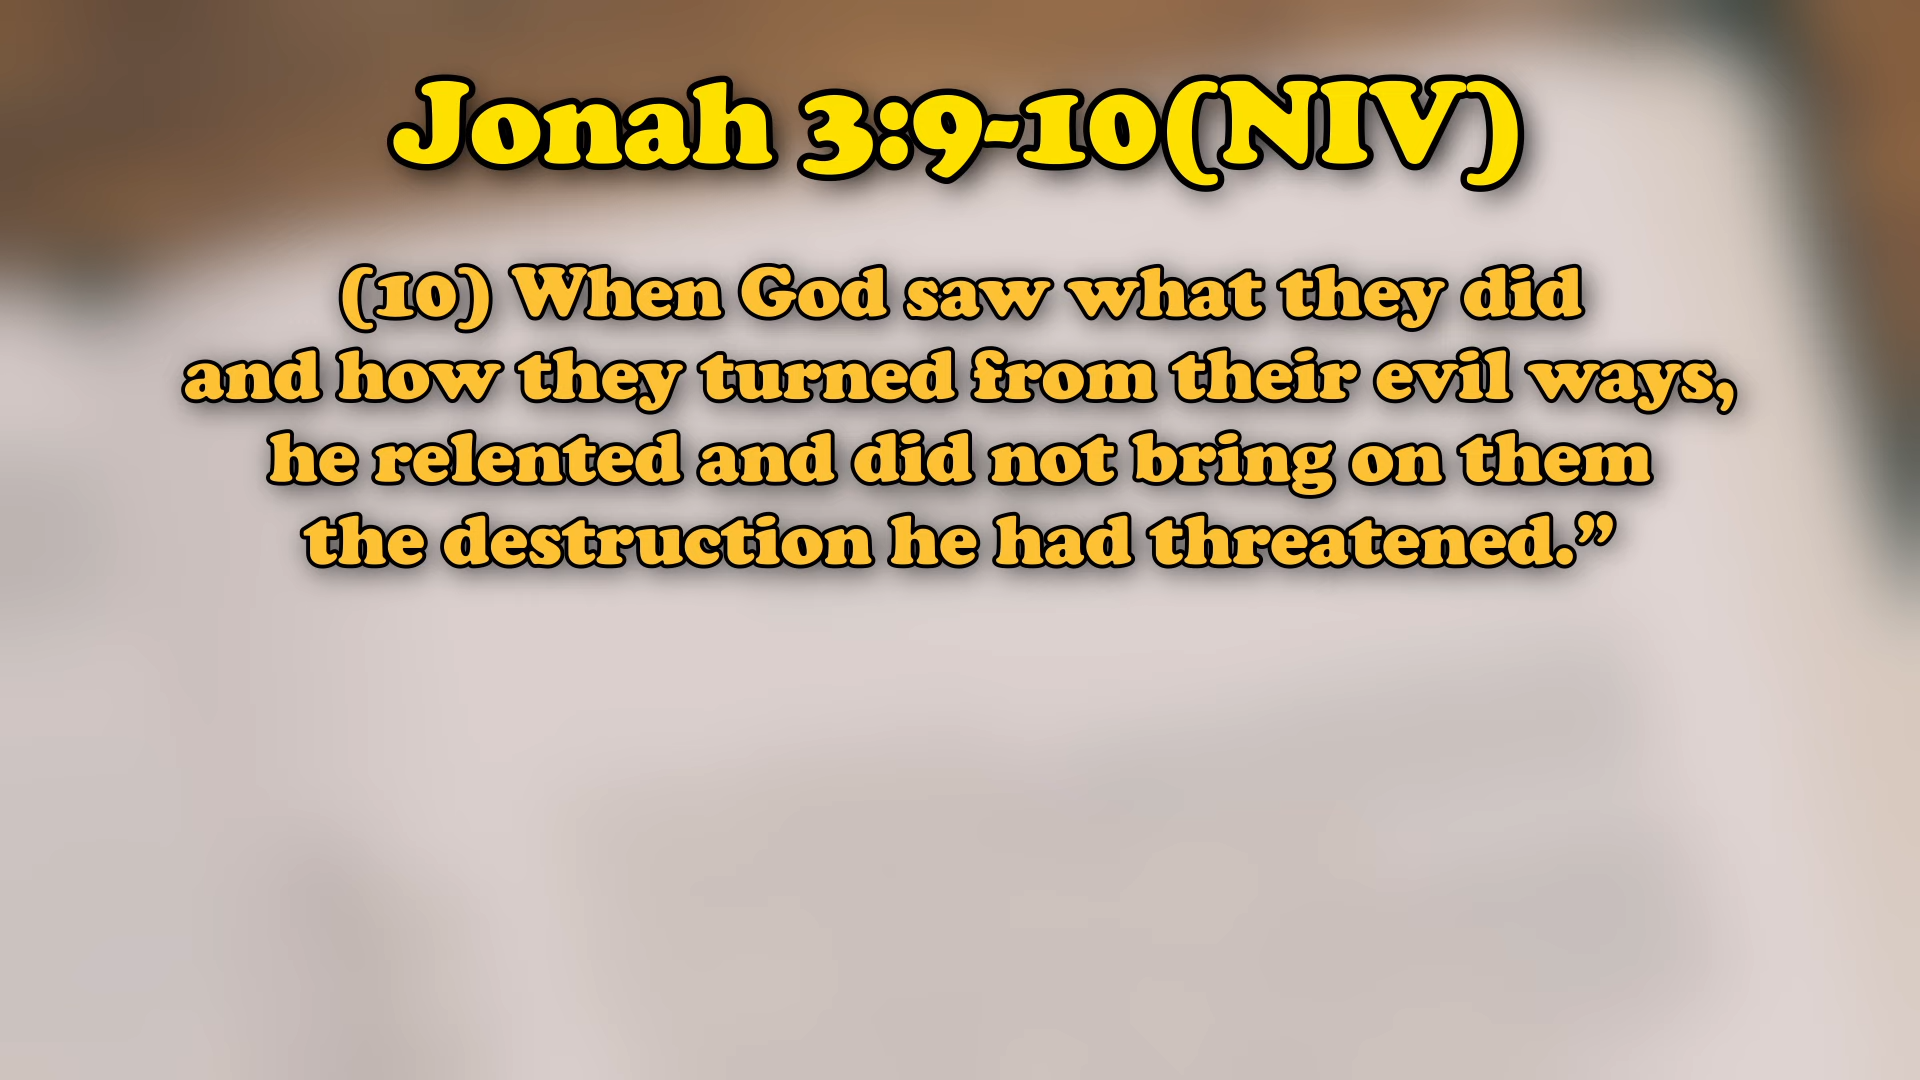 Jonah 3:9-10(NIV)
(10) When God saw what they did
and how they turned from their evil ways,
he relented and did not bring on them
the destruction he had threatened.”